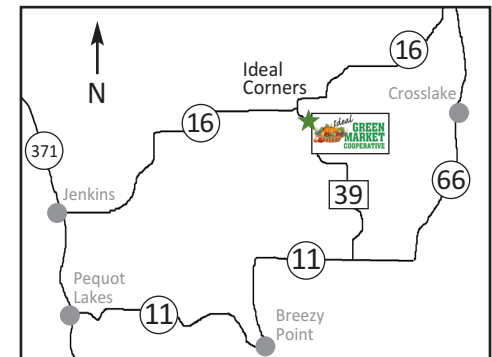 16
Ideal
Corners
N
Crosslake
Ideal
GREEN
MARKET
COOPERATIVE
16
371
66
39
Jenkins
11
Pequot
Lakes
11
Breezy
Point